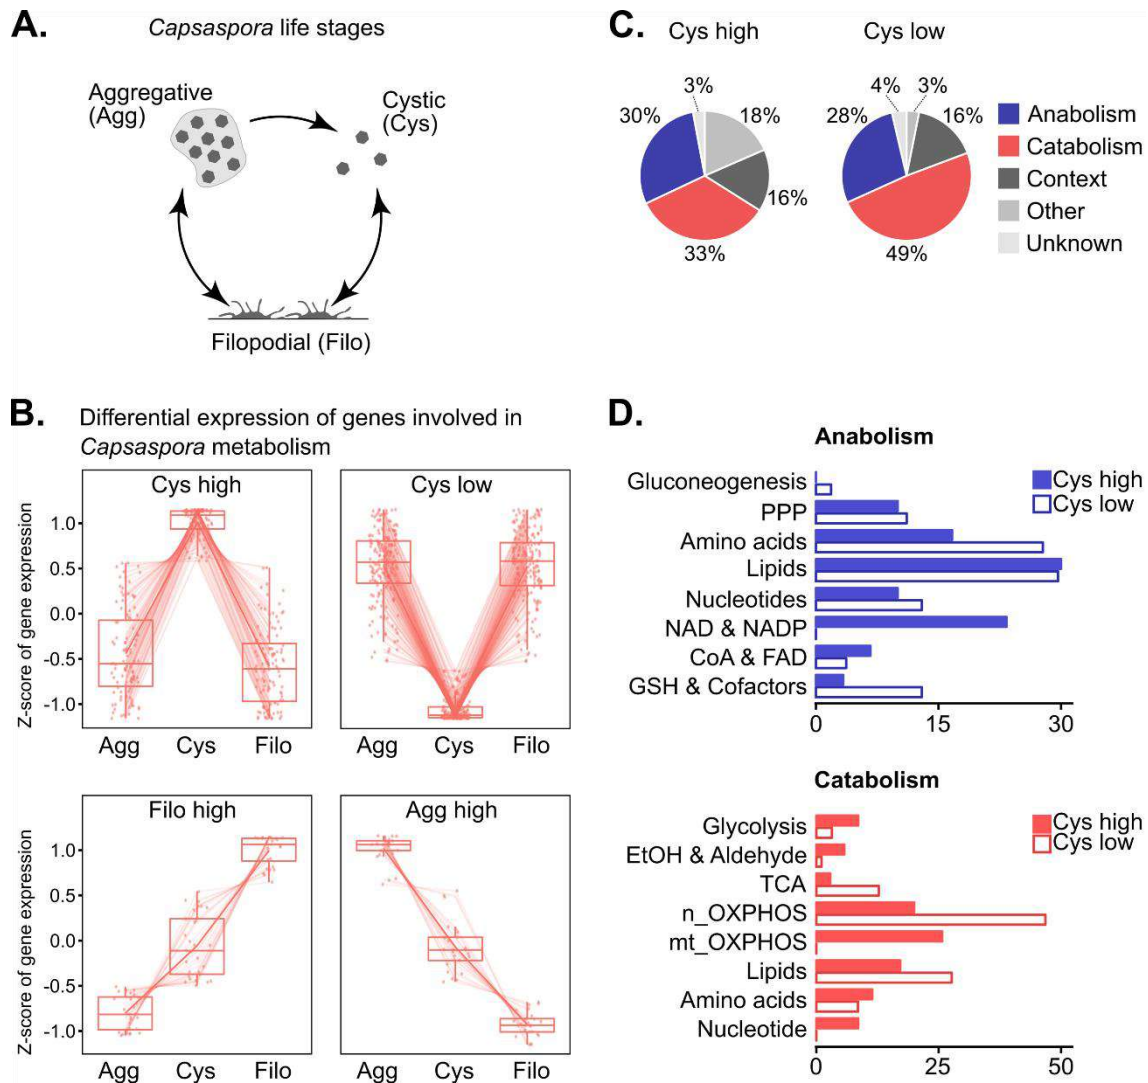 A.
Capsaspora life stages
Aggregative
(Agg)
Cystic
(Cys)
Filopodial (Filo)
B.
Differential expression of genes involved in
Capsaspora metabolism
Cys high
Cys low
Z-score of gene expression
1.0
0.5
0.0
-0.5
-1.0
Agg Cys Filo
Agg Cys Filo
Filo high
Agg high
Z-score of gene expression
1.0
0.5
0.0
-0.5
-1.0
Agg Cys Filo
Agg Cys Filo
C.
Cys high
Cys low
3%
30%
18%
16%
33%
4%
3%
28%
16%
49%
Anabolism
Catabolism
Context
Other
Unknown
D.
Anabolism
Gluconeogenesis
PPP
Amino acids
Lipids
Nucleotides
NAD & NADP
CoA & FAD
GSH & Cofactors
Cys high
Cys low
0 15 30
Catabolism
Glycolysis
EtOH & Aldehyde
TCA
n_OXPHOS
mt_OXPHOS
Lipids
Amino acids
Nucleotide
Cys high
Cys low
0 25 50